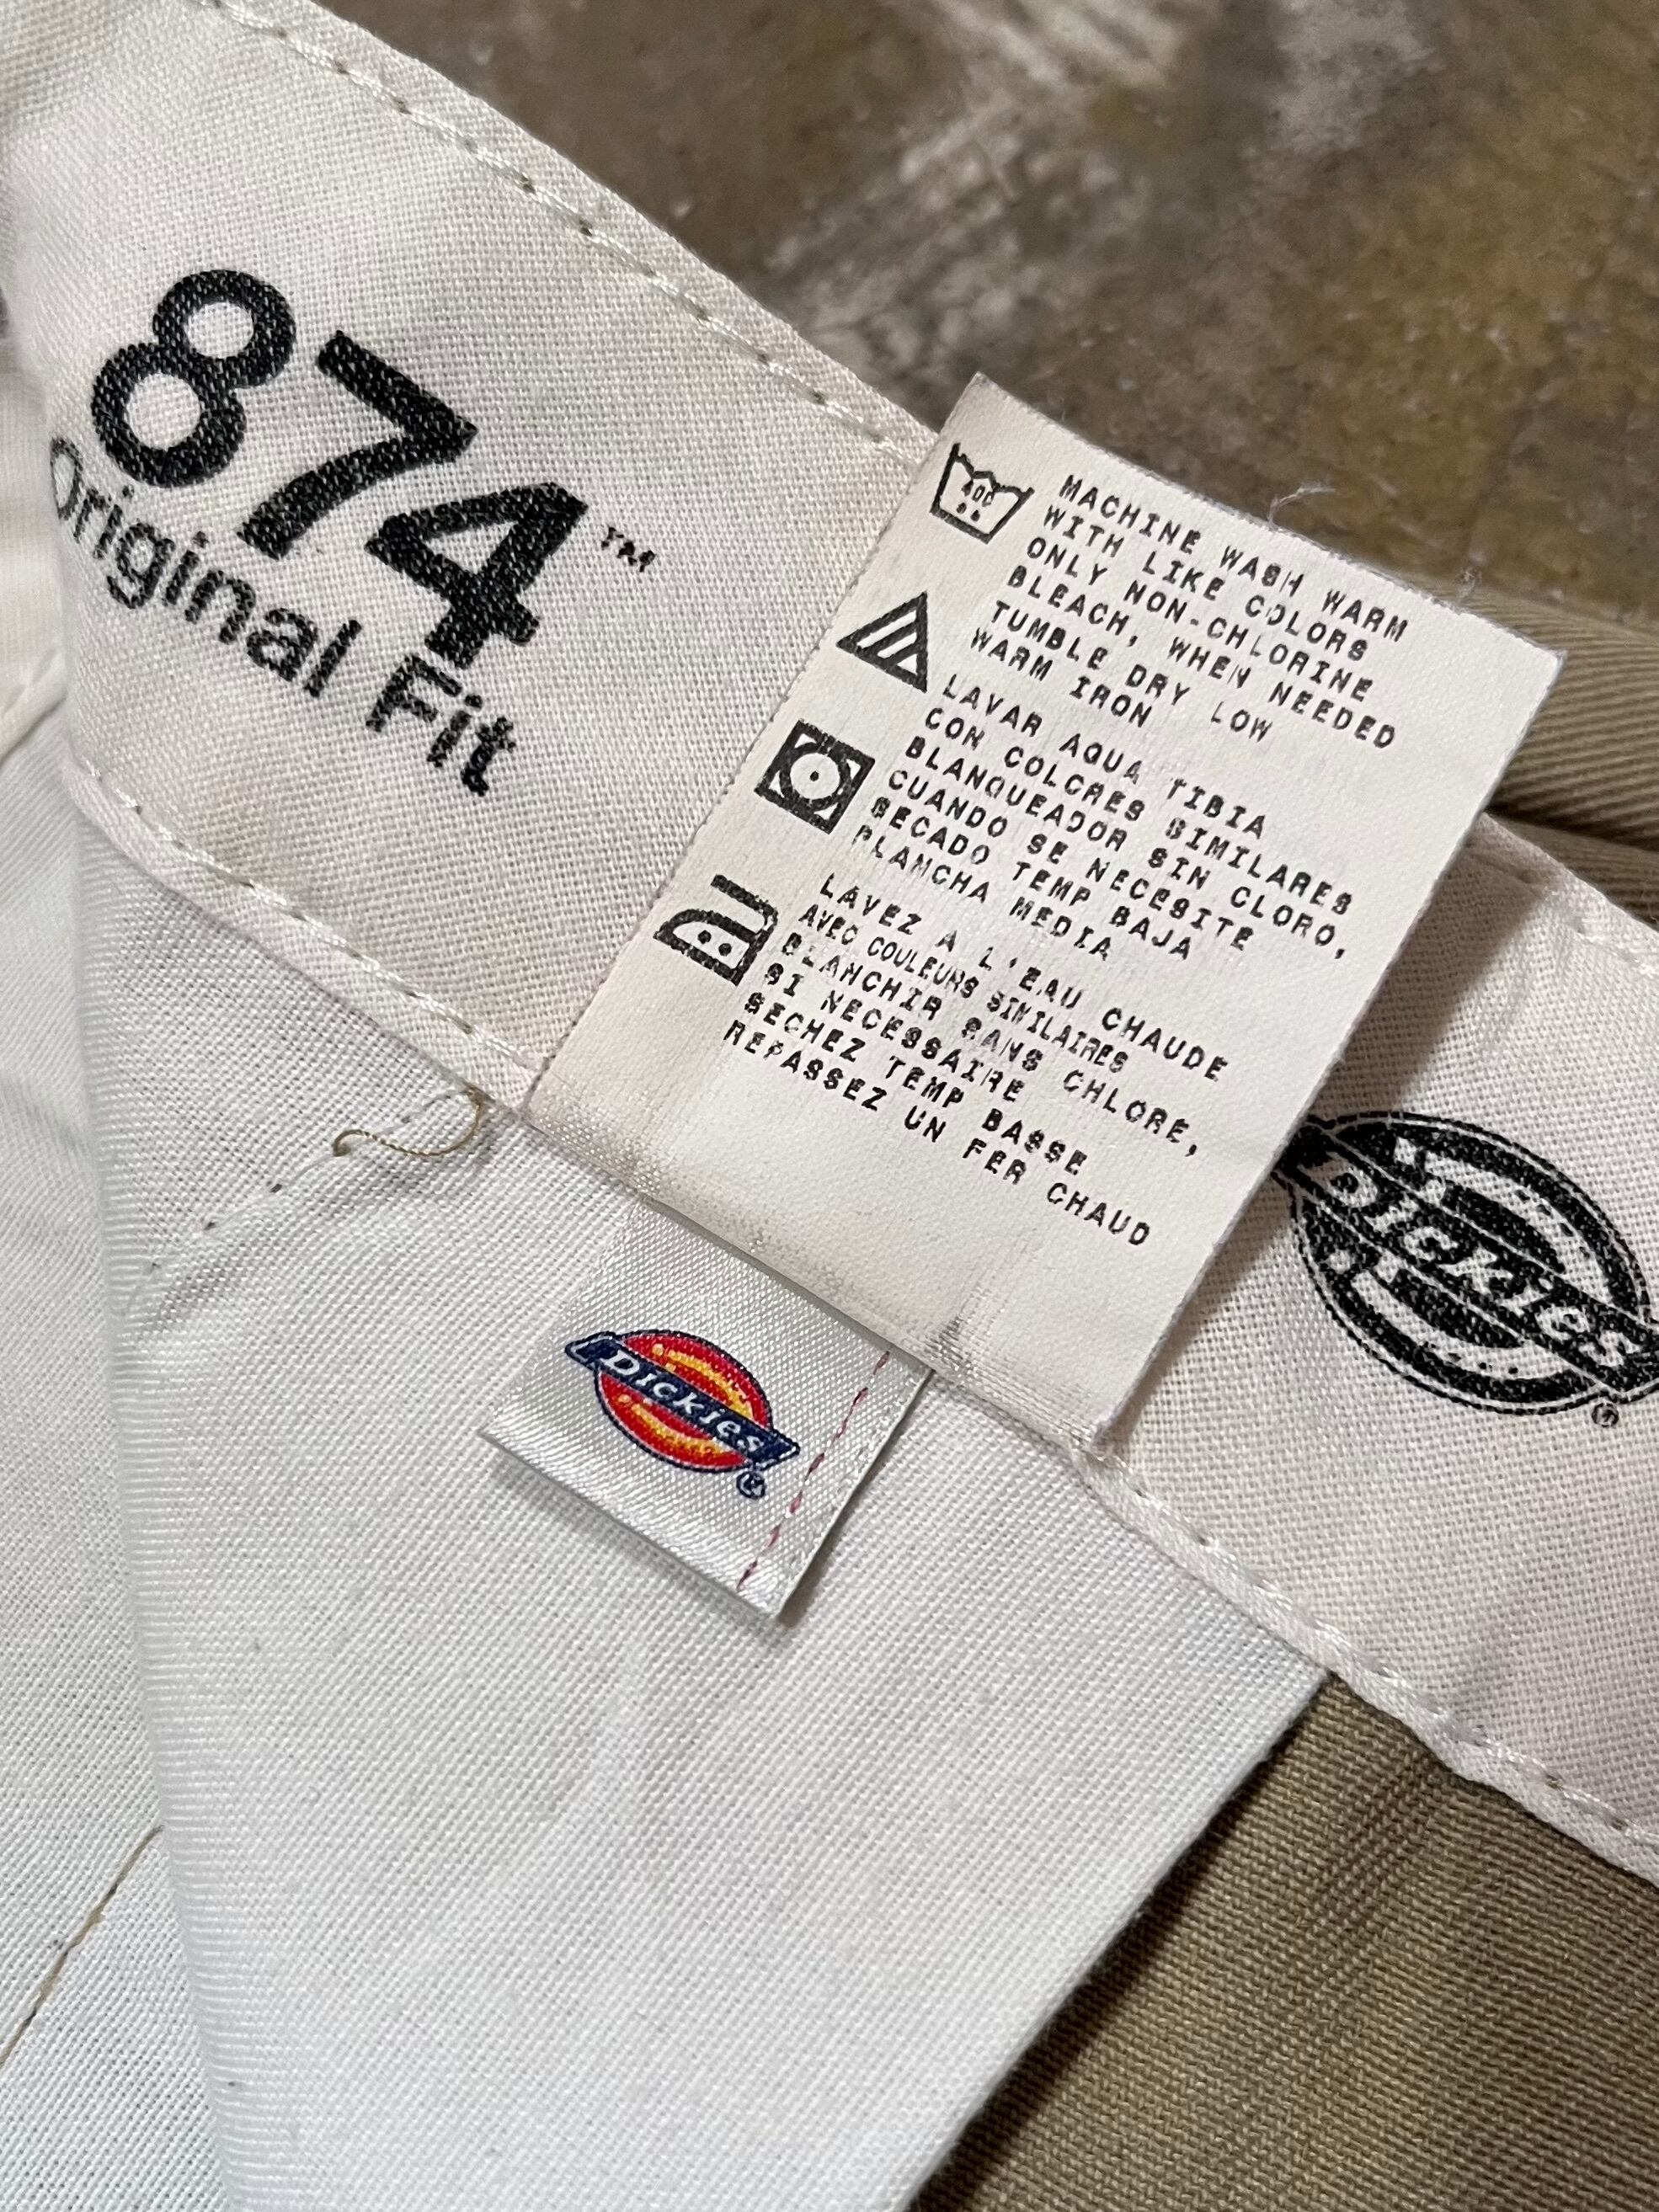 874™
Original Fit
40C
MACHINE WASH WARM
WITH LIKE COLORS
ONLY NON-CHLORINE
BLEACH, WHEN NEEDED
TUMBLE DRY LOW
WARM IRON
LAVAR AQUA TIBIA
CON COLORES SIMILARES
BLANQUEADOR SIN CLORO,
CUANDO SE NECESITE
SECADO TEMP BAJA
PLANCHA MEDIA
LAVEZ A L'EAU CHAUDE
AVEC COULEURS SIMILAIRES
BLANCHIR SANS CHLORE,
SI NECESSAIRE
SECHEZ TEMP BASSE
REPASSEZ UN FER CHAUD
Dickies®
Dickies®